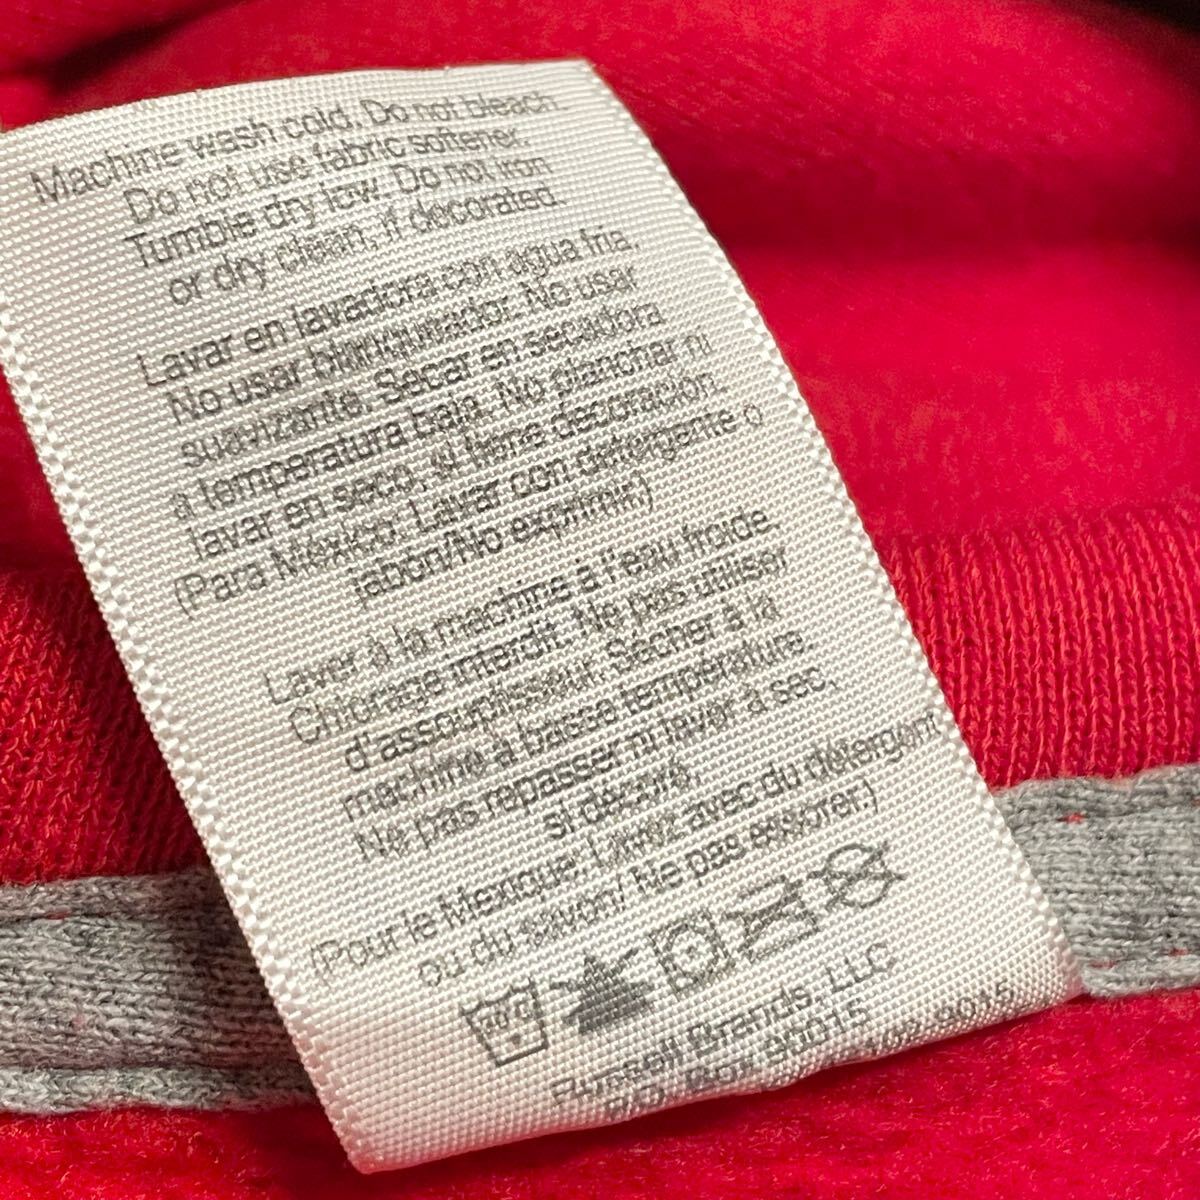 Machine wash cold. Do not bleach.
Do not use fabric softener.
Tumble dry low. Do not iron
or dry clean, if decorated.
Lavar en lavadora con agua fria.
No usar blanqueador. No usar
suavizante. Secar en secadora
a temperatura baja. No planchar ni
lavar en seco, si tiene decoración.
(Para México: Lavar con detergente o
jabón/No exprimir.)
Laver à la machine à l'eau froide.
Chlorage interdit. Ne pas utiliser
d'assouplisseur. Sécher à la
machine à basse température
Ne pas repasser ni laver à sec,
si décoré.
(Pour le Mexique: Lavez avec du détergent
ou du savon/ Ne pas essorer.)
Russell Brands, LLC
P.O. Box 90015